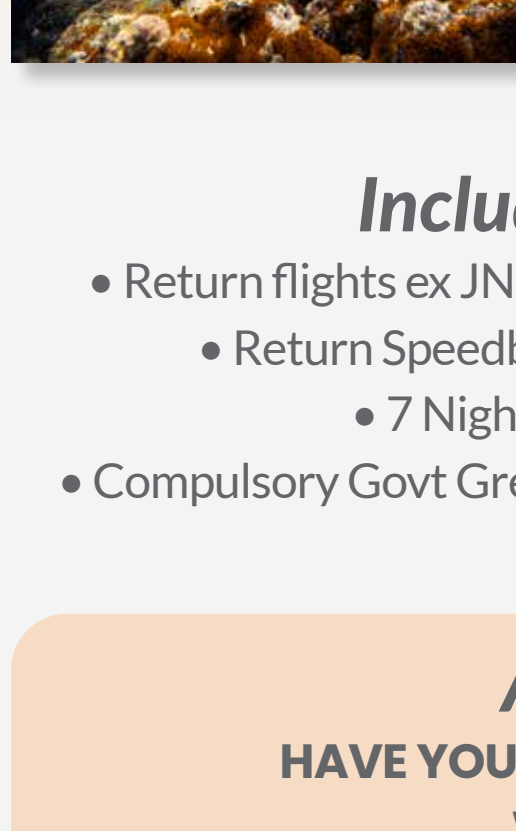 Inclu
• Return flights ex JN
• Return Speedb
• 7 Nigh
• Compulsory Govt Gre
HAVE YOU